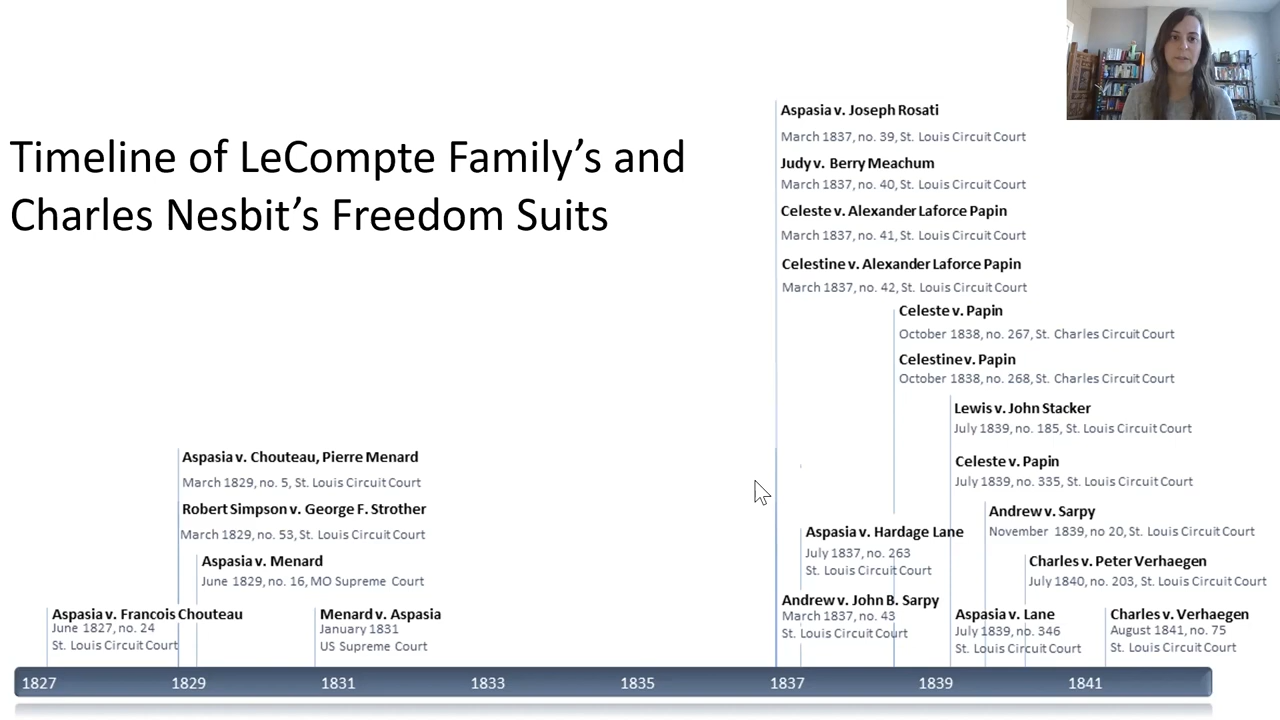 Timeline of LeCompte Family’s and
Charles Nesbit’s Freedom Suits
Aspasia v. Joseph Rosati
March 1837, no. 39, St. Louis Circuit Court
Judy v. Berry Meachum
March 1837, no. 40, St. Louis Circuit Court
Celeste v. Alexander Laforce Papin
March 1837, no. 41, St. Louis Circuit Court
Celestine v. Alexander Laforce Papin
March 1837, no. 42, St. Louis Circuit Court
Celeste v. Papin
October 1838, no. 267, St. Charles Circuit Court
Celestine v. Papin
October 1838, no. 268, St. Charles Circuit Court
Lewis v. John Stacker
July 1839, no. 185, St. Louis Circuit Court
Celeste v. Papin
July 1839, no. 335, St. Louis Circuit Court
Andrew v. Sarpy
November 1839, no 20, St. Louis Circuit Court
Charles v. Peter Verhaegen
July 1840, no. 203, St. Louis Circuit Court
Aspasia v. Chouteau, Pierre Menard
March 1829, no. 5, St. Louis Circuit Court
Robert Simpson v. George F. Strother
March 1829, no. 53, St. Louis Circuit Court
Aspasia v. Menard
June 1829, no. 16, MO Supreme Court
Aspasia v. Francois Chouteau
June 1827, no. 24
St. Louis Circuit Court
Menard v. Aspasia
January 1831
US Supreme Court
Aspasia v. Hardage Lane
July 1837, no. 263
St. Louis Circuit Court
Andrew v. John B. Sarpy
March 1837, no. 43
St. Louis Circuit Court
Aspasia v. Lane
July 1839, no. 346
St. Louis Circuit Court
Charles v. Verhaegen
August 1841, no. 75
St. Louis Circuit Court
1827 1829 1831 1833 1835 1837 1839 1841